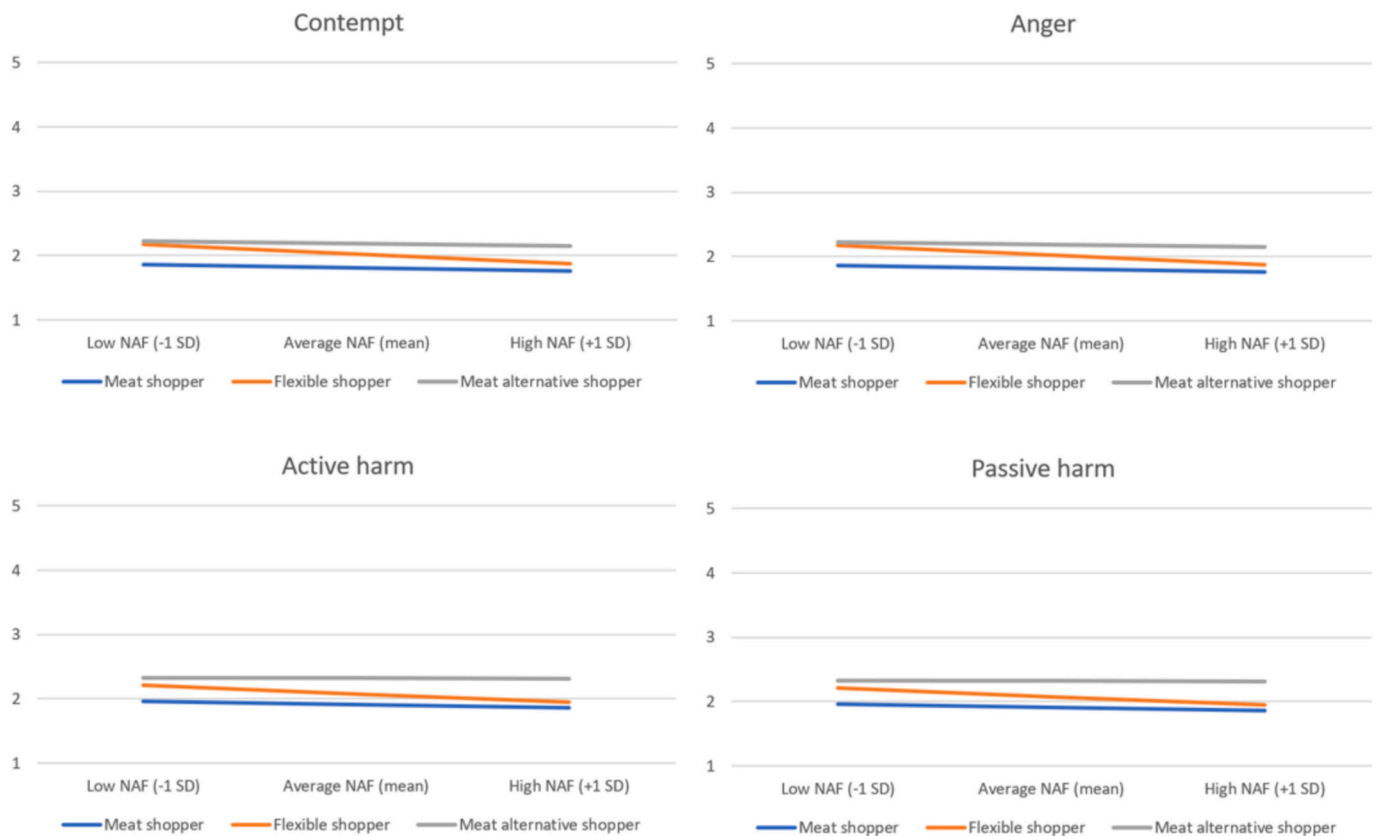 Contempt
5
4
3
2
1
Low NAF (-1 SD) Average NAF (mean) High NAF (+1 SD)
Meat shopper Flexible shopper Meat alternative shopper
Anger
5
4
3
2
1
Low NAF (-1 SD) Average NAF (mean) High NAF (+1 SD)
Meat shopper Flexible shopper Meat alternative shopper
Active harm
5
4
3
2
1
Low NAF (-1 SD) Average NAF (mean) High NAF (+1 SD)
Meat shopper Flexible shopper Meat alternative shopper
Passive harm
5
4
3
2
1
Low NAF (-1 SD) Average NAF (mean) High NAF (+1 SD)
Meat shopper Flexible shopper Meat alternative shopper